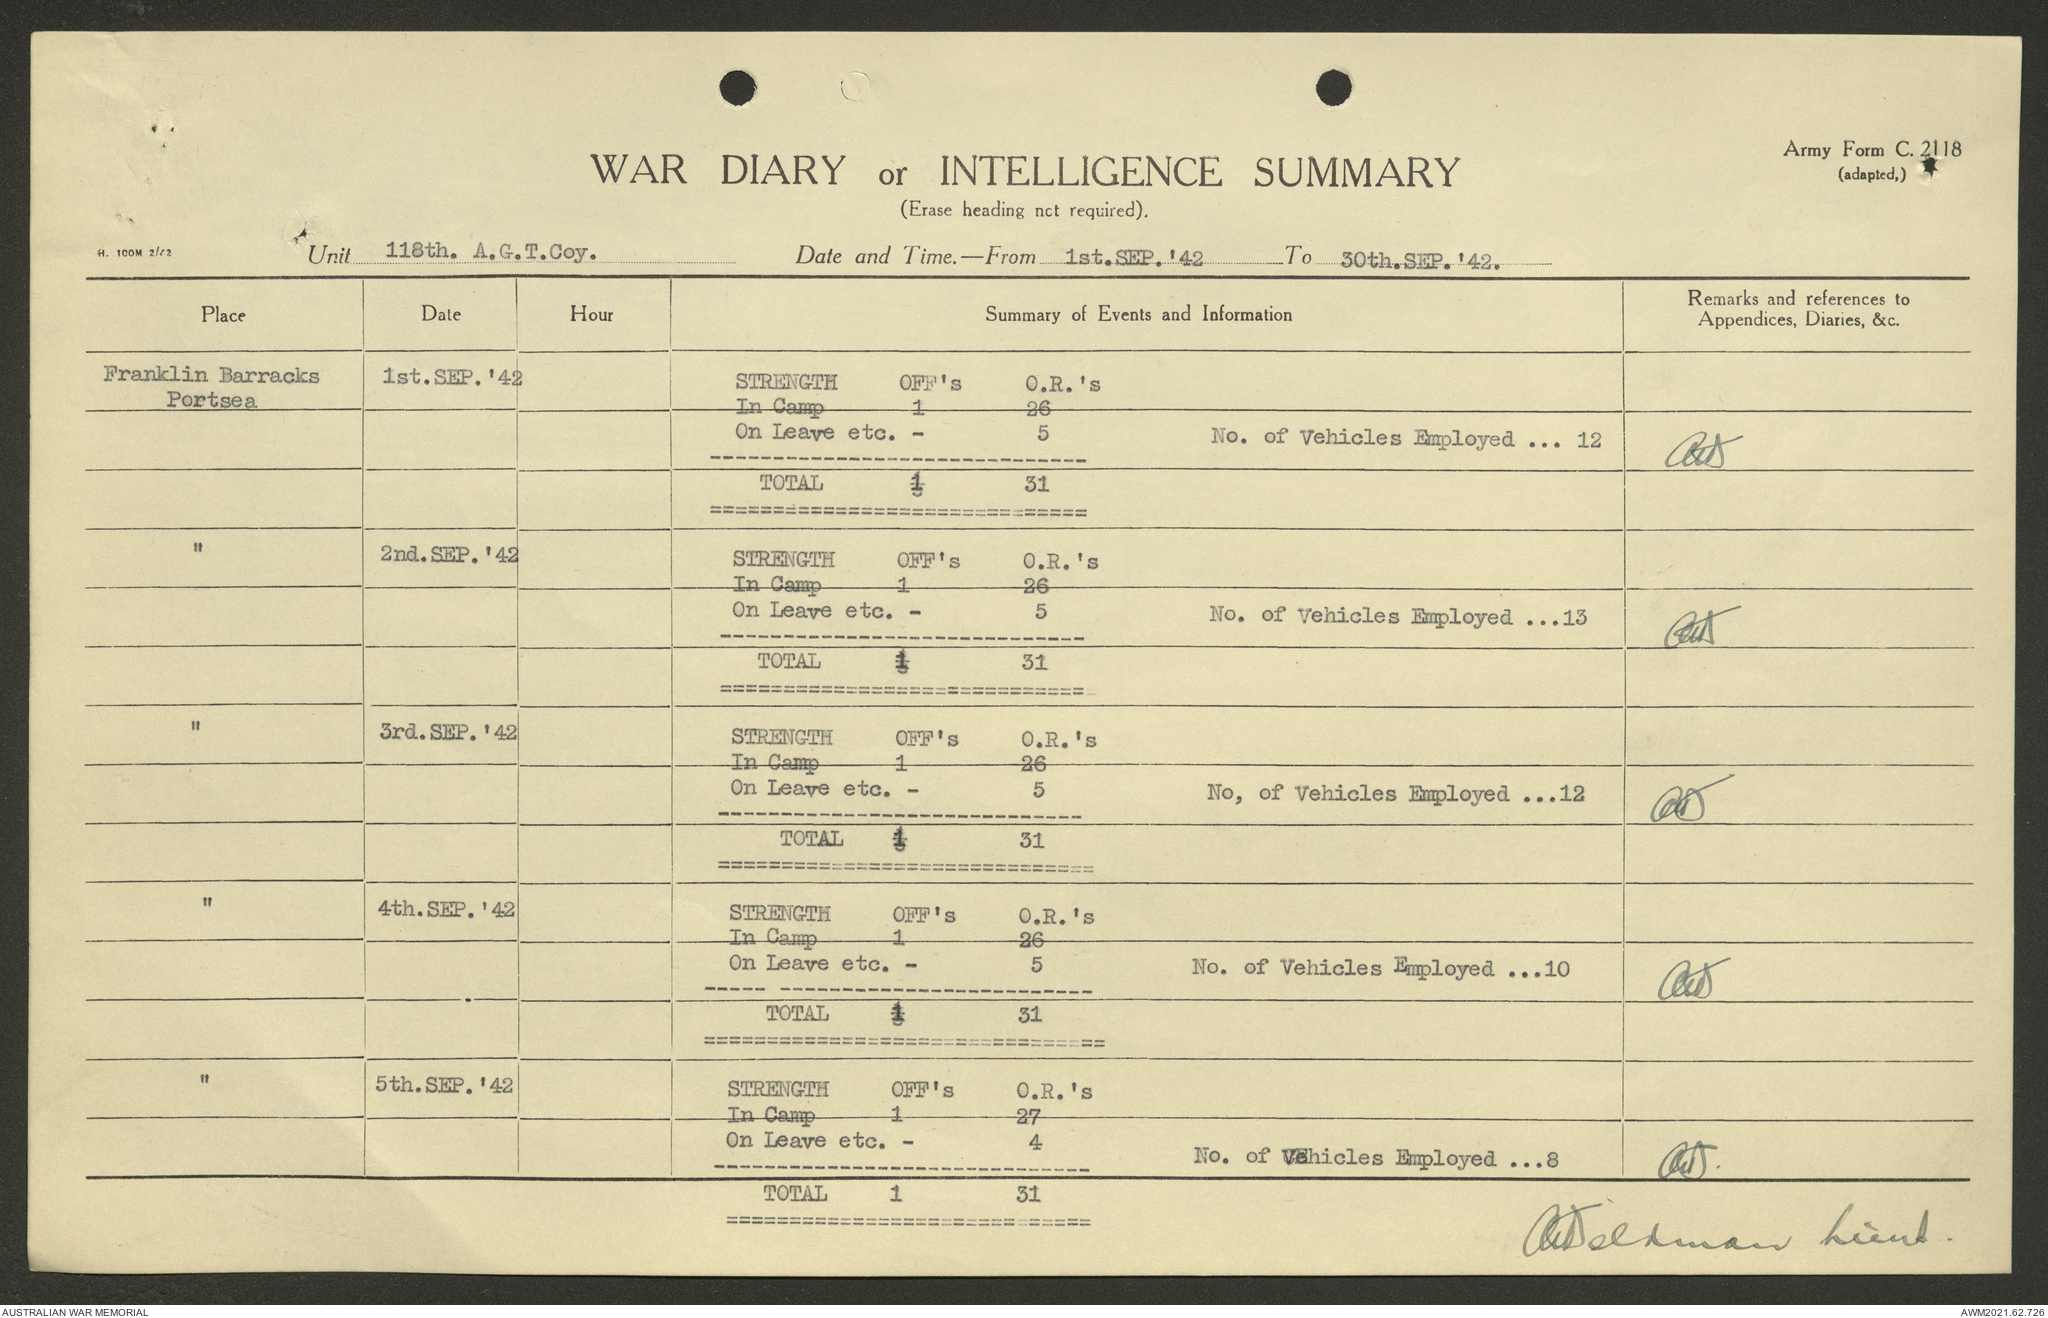 Army Form C. 2118
(adapted,)
WAR DIARY or INTELLIGENCE SUMMARY
(Erase heading nct required).
H. 100M 2/42
Unit 118th. A.G.T.Coy. Date and Time.—From 1st.SEP.'42 To 30th.SEP.'42.
Place Date Hour Summary of Events and Information Remarks and references to
Appendices, Diaries, &c.
Franklin Barracks 1st.SEP.'42 STRENGTH OFF's O.R.'s
Portsea In Camp 1 26
On Leave etc. - 5 No. of Vehicles Employed ... 12
TOTAL 1 31
" 2nd.SEP.'42 STRENGTH OFF's O.R.'s
In Camp 1 26
On Leave etc. - 5 No. of Vehicles Employed ...13
TOTAL 1 31
" 3rd.SEP.'42 STRENGTH OFF's O.R.'s
In Camp 1 26
On Leave etc. - 5 No, of Vehicles Employed ...12
TOTAL 1 31
" 4th.SEP.'42 STRENGTH OFF's O.R.'s
In Camp 1 26
On Leave etc. - 5 No. of Vehicles Employed ...10
TOTAL 1 31
" 5th.SEP.'42 STRENGTH OFF's O.R.'s
In Camp 1 27
On Leave etc. - 4 No. of Vehicles Employed ...8
TOTAL 1 31
Lieut.
AUSTRALIAN WAR MEMORIAL AWM2021.62.726